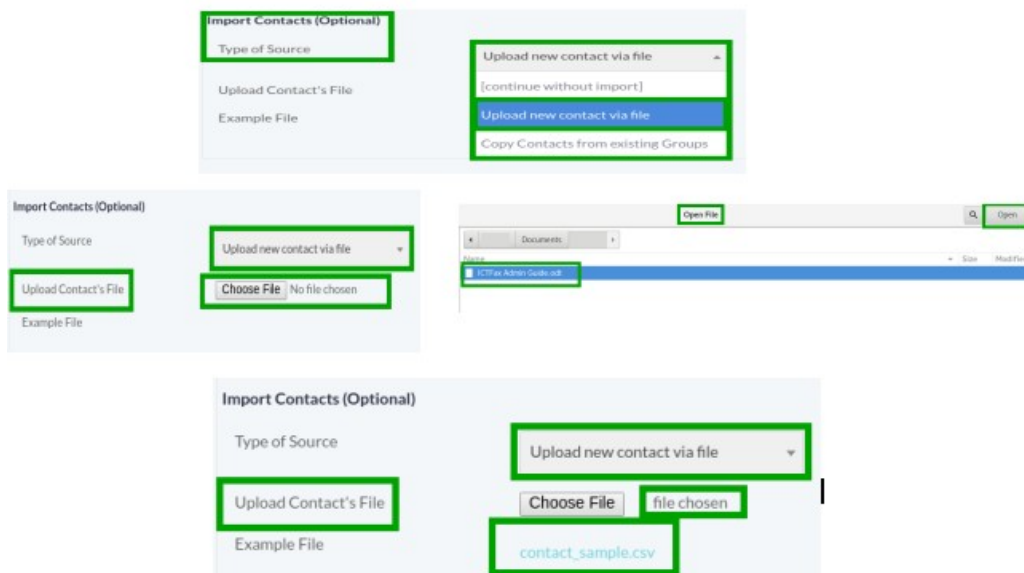 Import Contacts (Optional)
Type of Source
Upload new contact via file
Upload Contact's File
[continue without import]
Example File
Upload new contact via file
Copy Contacts from existing Groups
Import Contacts (Optional)
Type of Source
Upload new contact via file
Upload Contact's File
Choose File No file chosen
Example File
Open File
Open
Documents
Name
Size Modified
ICTFax Admin Guide.odt
Import Contacts (Optional)
Type of Source
Upload new contact via file
Upload Contact's File
Choose File file chosen
Example File
contact_sample.csv